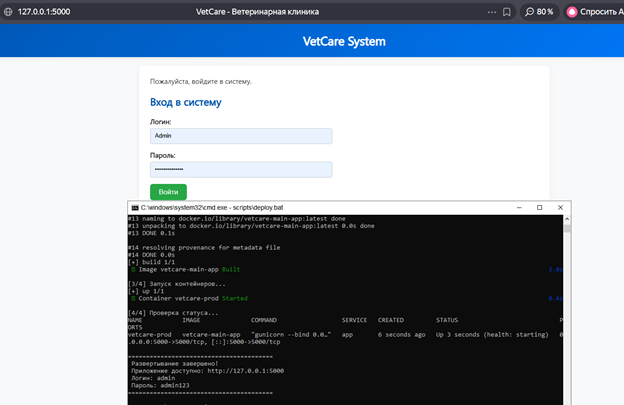 127.0.0.1:5000 VetCare - Ветеринарная клиника 80 % Спросить А
VetCare System
Пожалуйста, войдите в систему.
Вход в систему
Логин:
Admin
Пароль:
••••••••••••••
Войти
C:\windows\system32\cmd.exe - scripts\deploy.bat
#13 naming to docker.io/library/vetcare-main-app:latest done
#13 unpacking to docker.io/library/vetcare-main-app:latest 0.0s done
#13 DONE 0.1s
#14 resolving provenance for metadata file
#14 DONE 0.0s
[+] build 1/1
Image vetcare-main-app Built 2.0s
[3/4] Запуск контейнеров...
[+] up 1/1
Container vetcare-prod Started 0.4s
[4/4] Проверка статуса...
NAME IMAGE COMMAND SERVICE CREATED STATUS P
ORTS
vetcare-prod vetcare-main-app "gunicorn --bind 0.0…" app 6 seconds ago Up 3 seconds (health: starting) 0
.0.0.0:5000->5000/tcp, [::]:5000->5000/tcp
========================================
Развертывание завершено!
Приложение доступно: http://127.0.0.1:5000
Логин: admin
Пароль: admin123
========================================